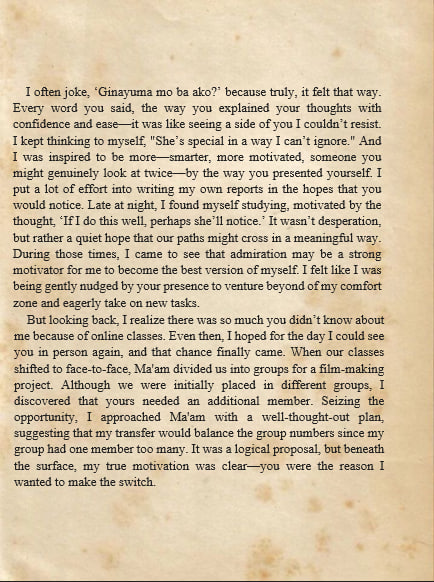 I often joke, ‘Ginayuma mo ba ako?’ because truly, it felt that way.
Every word you said, the way you explained your thoughts with
confidence and ease—it was like seeing a side of you I couldn’t resist.
I kept thinking to myself, "She’s special in a way I can’t ignore." And
I was inspired to be more—smarter, more motivated, someone you
might genuinely look at twice—by the way you presented yourself. I
put a lot of effort into writing my own reports in the hopes that you
would notice. Late at night, I found myself studying, motivated by the
thought, ‘If I do this well, perhaps she’ll notice.’ It wasn’t desperation,
but rather a quiet hope that our paths might cross in a meaningful way.
During those times, I came to see that admiration may be a strong
motivator for me to become the best version of myself. I felt like I was
being gently nudged by your presence to venture beyond of my comfort
zone and eagerly take on new tasks.
But looking back, I realize there was so much you didn’t know about
me because of online classes. Even then, I hoped for the day I could see
you in person again, and that chance finally came. When our classes
shifted to face-to-face, Ma'am divided us into groups for a film-making
project. Although we were initially placed in different groups, I
discovered that yours needed an additional member. Seizing the
opportunity, I approached Ma'am with a well-thought-out plan,
suggesting that my transfer would balance the group numbers since my
group had one member too many. It was a logical proposal, but beneath
the surface, my true motivation was clear—you were the reason I
wanted to make the switch.